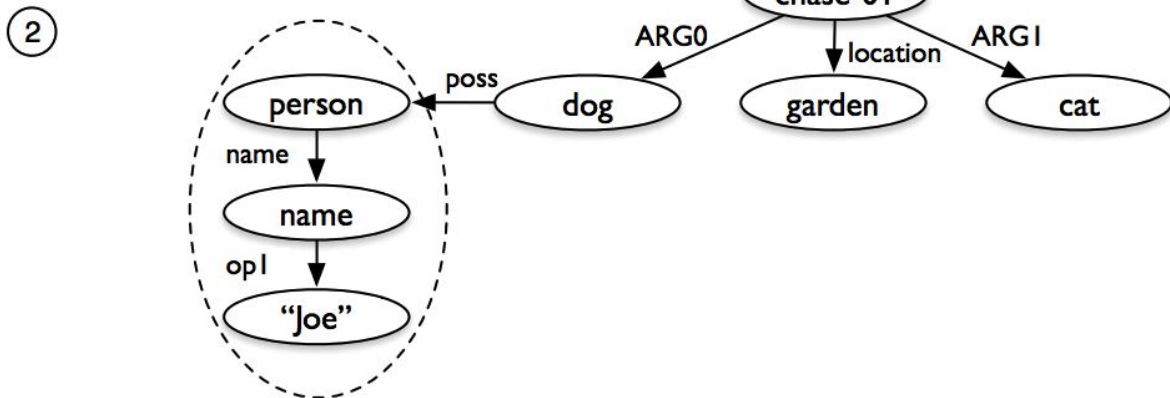 2
ARG0
ARG1
location
poss
person
dog
garden
cat
name
name
op1
“Joe”